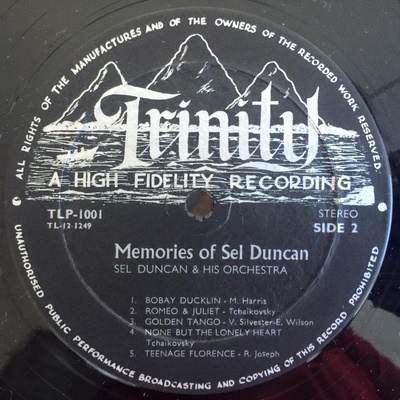 ALL RIGHTS OF THE MANUFACTURES AND OF THE OWNERS OF THE RECORDED WORK RESERVED.
Trinity
A HIGH FIDELITY RECORDING
TLP-1001
TL-12-1249
STEREO
SIDE 2
Memories of Sel Duncan
SEL DUNCAN & HIS ORCHESTRA
1. BOBAY DUCKLIN - M. Harris
2. ROMEO & JULIET - Tchaikovsky
3. GOLDEN TANGO - V. Silvester-E. Wilson
4. NONE BUT THE LONELY HEART
Tchaikovsky
5. TEENAGE FLORENCE - R. Joseph
UNAUTHORISED PUBLIC PERFORMANCE BROADCASTING AND COPYING OF THIS RECORD PROHIBITED.